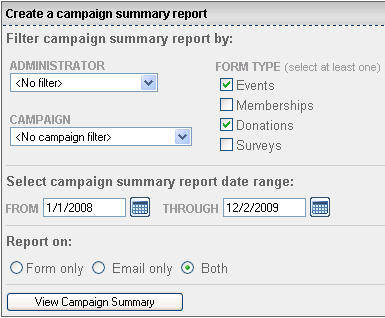 Create a campaign summary report
Filter campaign summary report by:
ADMINISTRATOR
<No filter>
CAMPAIGN
<No campaign filter>
FORM TYPE (select at least one)
Events
Memberships
Donations
Surveys
Select campaign summary report date range:
FROM 1/1/2008 THROUGH 12/2/2009
Report on:
Form only Email only Both
View Campaign Summary